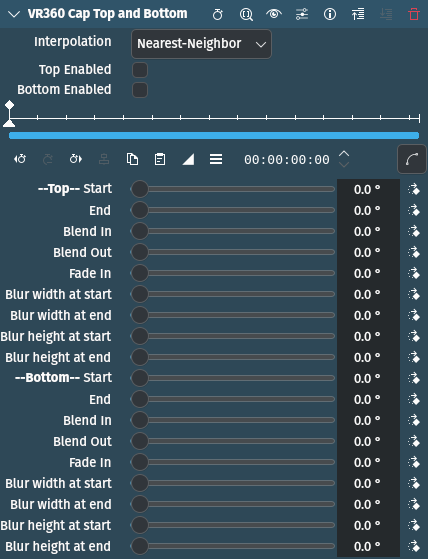 VR360 Cap Top and Bottom
Interpolation Nearest-Neighbor
Top Enabled
Bottom Enabled
00:00:00:00
--Top-- Start 0.0 °
End 0.0 °
Blend In 0.0 °
Blend Out 0.0 °
Fade In 0.0 °
Blur width at start 0.0 °
Blur width at end 0.0 °
Blur height at start 0.0 °
Blur height at end 0.0 °
--Bottom-- Start 0.0 °
End 0.0 °
Blend In 0.0 °
Blend Out 0.0 °
Fade In 0.0 °
Blur width at start 0.0 °
Blur width at end 0.0 °
Blur height at start 0.0 °
Blur height at end 0.0 °